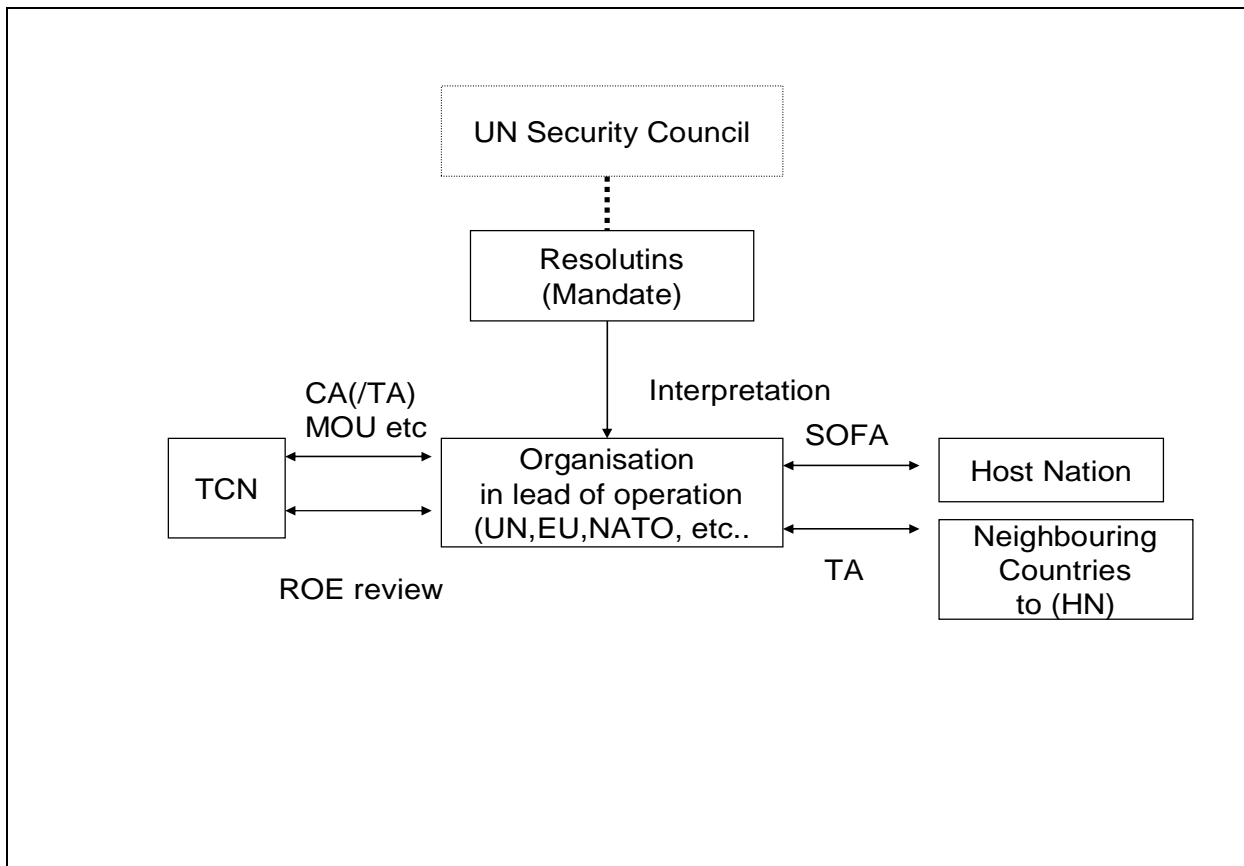 UN Security Council
Resolutins
(Mandate)
Interpretation
CA(/TA)
MOU etc
TCN
ROE review
Organisation
in lead of operation
(UN,EU,NATO, etc..
SOFA
Host Nation
TA
Neighbouring
Countries
to (HN)